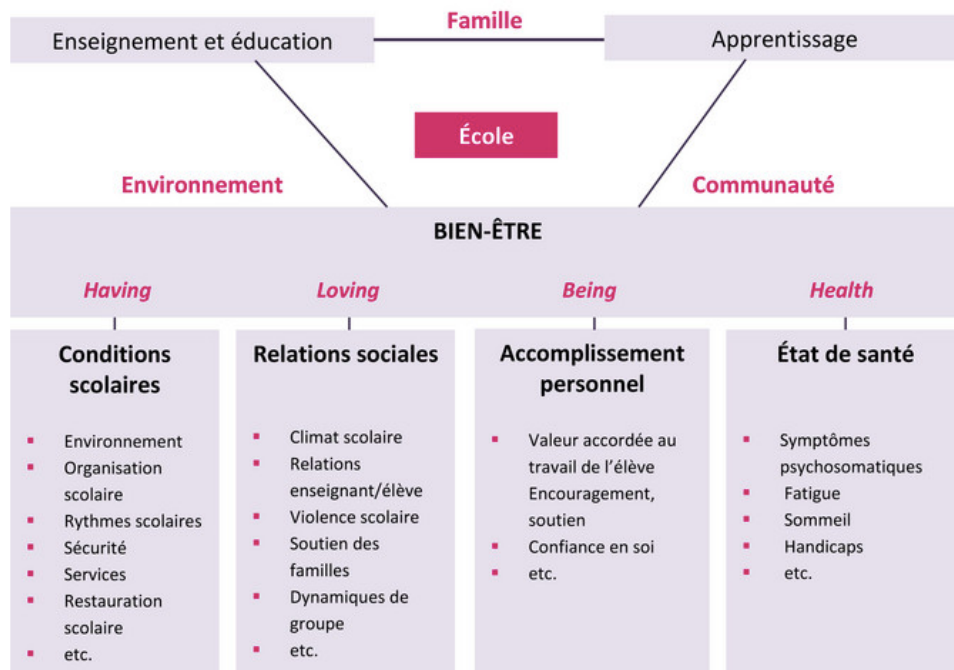 Famille
Enseignement et éducation
Apprentissage
École
Environnement
Communauté
BIEN-ÊTRE
Having
Loving
Being
Health
Conditions
scolaires
▪ Environnement
▪ Organisation
scolaire
▪ Rythmes scolaires
▪ Sécurité
▪ Services
▪ Restauration
scolaire
▪ etc.
Relations sociales
▪ Climat scolaire
▪ Relations
enseignant/élève
▪ Violence scolaire
▪ Soutien des
familles
▪ Dynamiques de
groupe
▪ etc.
Accomplissement
personnel
▪ Valeur accordée au
travail de l’élève
Encouragement,
soutien
▪ Confiance en soi
▪ etc.
État de santé
▪ Symptômes
psychosomatiques
▪ Fatigue
▪ Sommeil
▪ Handicaps
▪ etc.